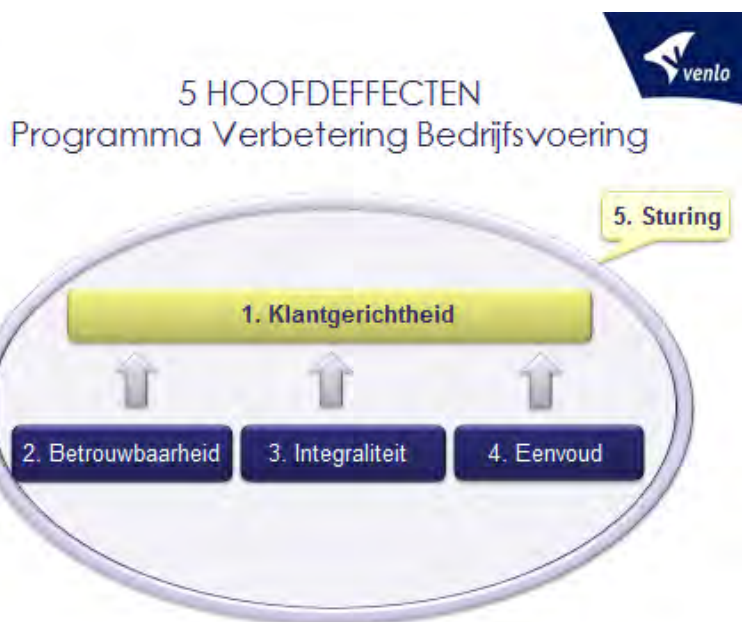 venlo
5 HOOFDEFFECTEN
Programma Verbetering Bedrijfsvoering
5. Sturing
1. Klantgerichtheid
2. Betrouwbaarheid
3. Integraliteit
4. Eenvoud